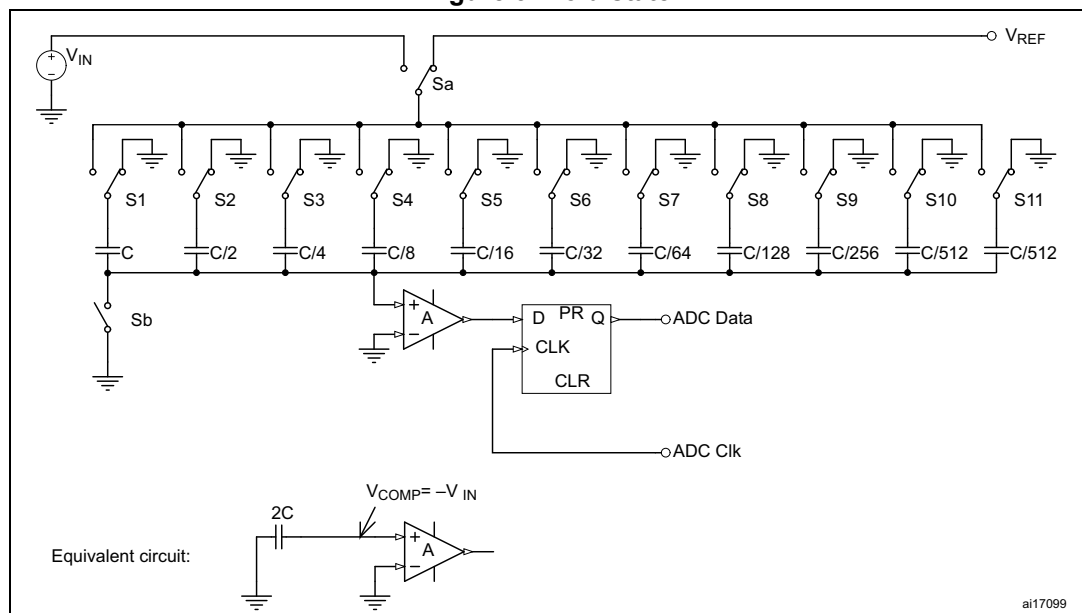 V_IN
Sa
V_REF
S1 S2 S3 S4 S5 S6 S7 S8 S9 S10 S11
C C/2 C/4 C/8 C/16 C/32 C/64 C/128 C/256 C/512 C/512
Sb
+
A
−
D PR Q
CLK
CLR
ADC Data
ADC Clk
V_COMP= –V_IN
2C
Equivalent circuit:
+
A
−
ai17099